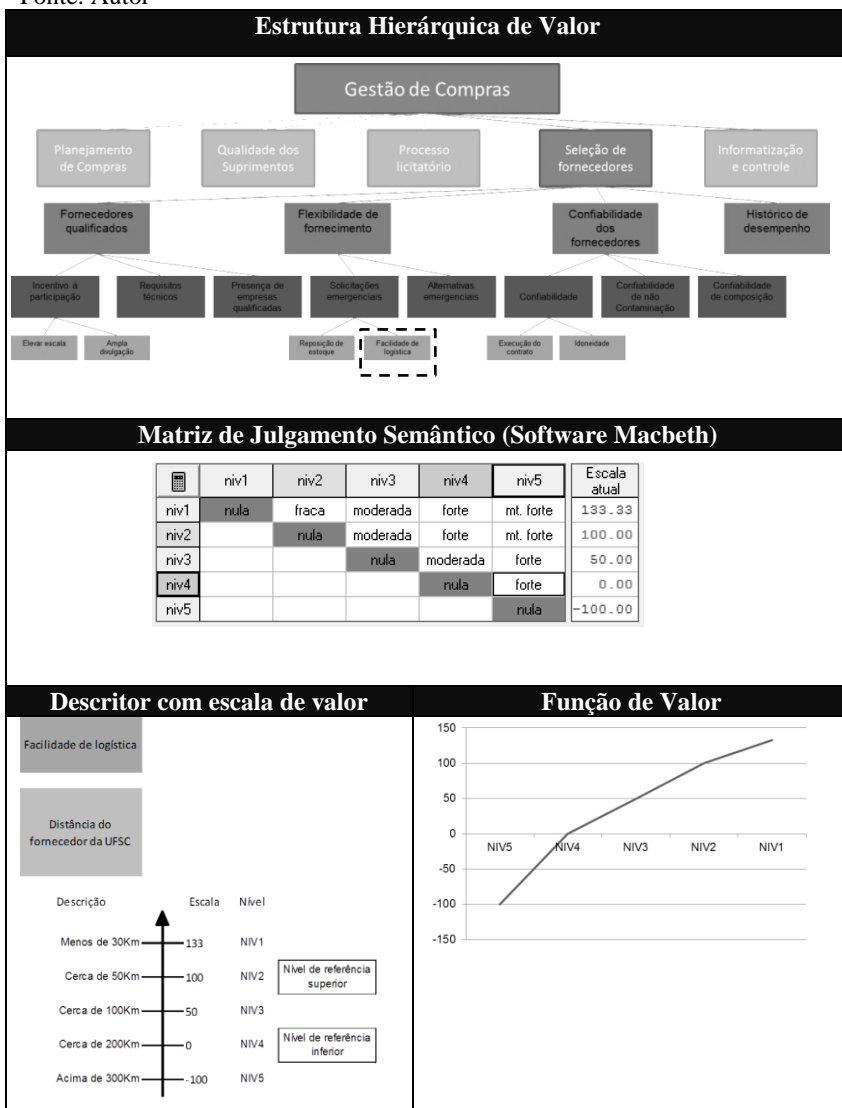 Fonte: Autor
Estrutura Hierárquica de Valor
Gestão de Compras
Planejamento
de Compras
Qualidade dos
Suprimentos
Processo
licitatório
Seleção de
fornecedores
Informatização
e controle
Fornecedores
qualificados
Flexibilidade de
fornecimento
Confiabilidade
dos
fornecedores
Histórico de
desempenho
Incentivo à
participação
Requisitos
técnicos
Presença de
empresas
qualificadas
Solicitações
emergenciais
Alternativas
emergenciais
Confiabilidade
Confiabilidade
de não
Contaminação
Confiabilidade
de composição
Elevar escala
Ampla
divulgação
Reposição de
estoque
Facilidade de
logística
Execução do
contrato
Idoneidade
Matriz de Julgamento Semântico (Software Macbeth)
niv1 niv2 niv3 niv4 niv5 Escala
atual
niv1 nula fraca moderada forte mt. forte 133.33
niv2 nula moderada forte mt. forte 100.00
niv3 nula moderada forte 50.00
niv4 nula forte 0.00
niv5 nula -100.00
Descritor com escala de valor
Facilidade de logística
Distância do
fornecedor da UFSC
Descrição Escala Nível
Menos de 30Km 133 NIV1
Cerca de 50Km 100 NIV2 Nível de referência
superior
Cerca de 100Km 50 NIV3
Cerca de 200Km 0 NIV4 Nível de referência
inferior
Acima de 300Km -100 NIV5
Função de Valor
150
100
50
0
-50
-100
-150
NIV5 NIV4 NIV3 NIV2 NIV1